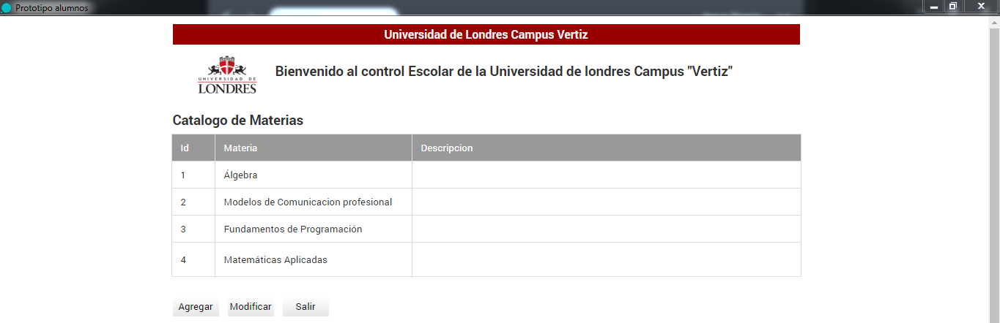 Prototipo alumnos
Universidad de Londres Campus Vertiz
UNIVERSIDAD DE
LONDRES
Bienvenido al control Escolar de la Universidad de londres Campus "Vertiz"
Catalogo de Materias
Id Materia Descripcion
1 Álgebra
2 Modelos de Comunicacion profesional
3 Fundamentos de Programación
4 Matemáticas Aplicadas
Agregar Modificar Salir